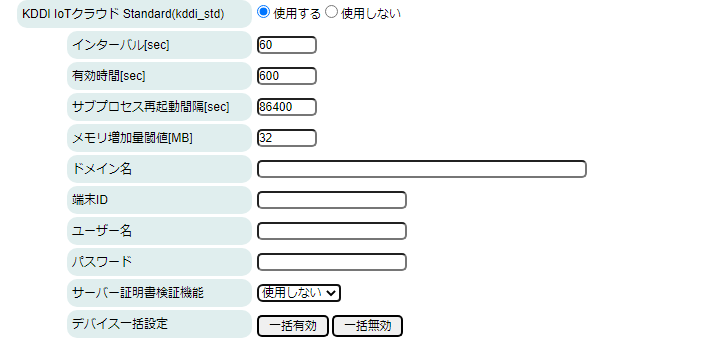 KDDI IoTクラウド Standard(kddi_std) 使用する 使用しない
インターバル[sec] 60
有効時間[sec] 600
サブプロセス再起動間隔[sec] 86400
メモリ増加量閾値[MB] 32
ドメイン名
端末ID
ユーザー名
パスワード
サーバー証明書検証機能 使用しない
デバイス一括設定 一括有効 一括無効